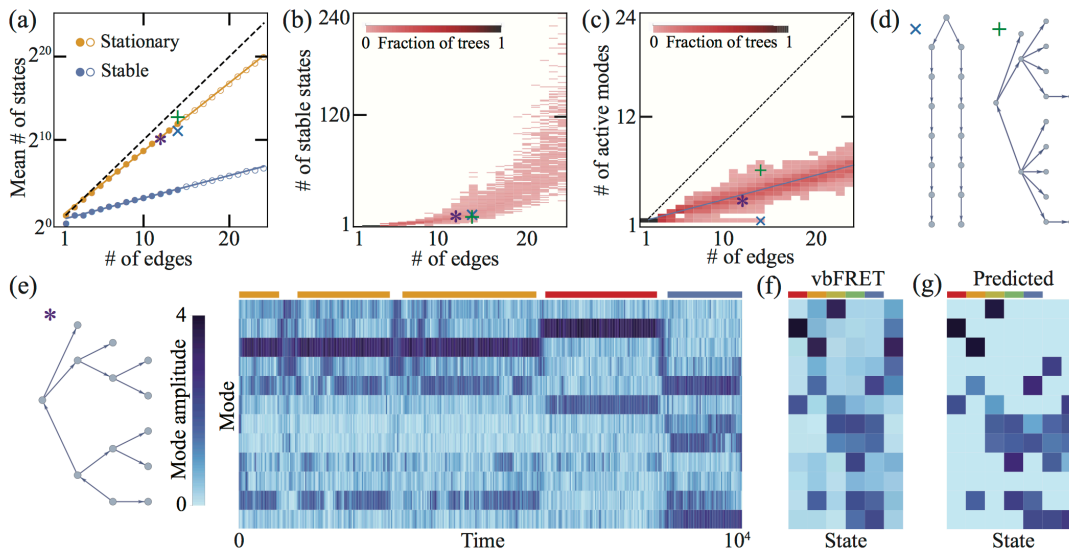 (a)
Mean # of states
2^20
2^10
2^0
Stationary
Stable
1
10
20
# of edges
(b)
# of stable states
240
120
1
0 Fraction of trees 1
1
10
20
# of edges
(c)
# of active modes
24
12
1
0 Fraction of trees 1
1
10
20
# of edges
(d)
×
+
(e)
*
4
Mode amplitude
0
Mode
0
Time
10^4
(f)
vbFRET
State
(g)
Predicted
State